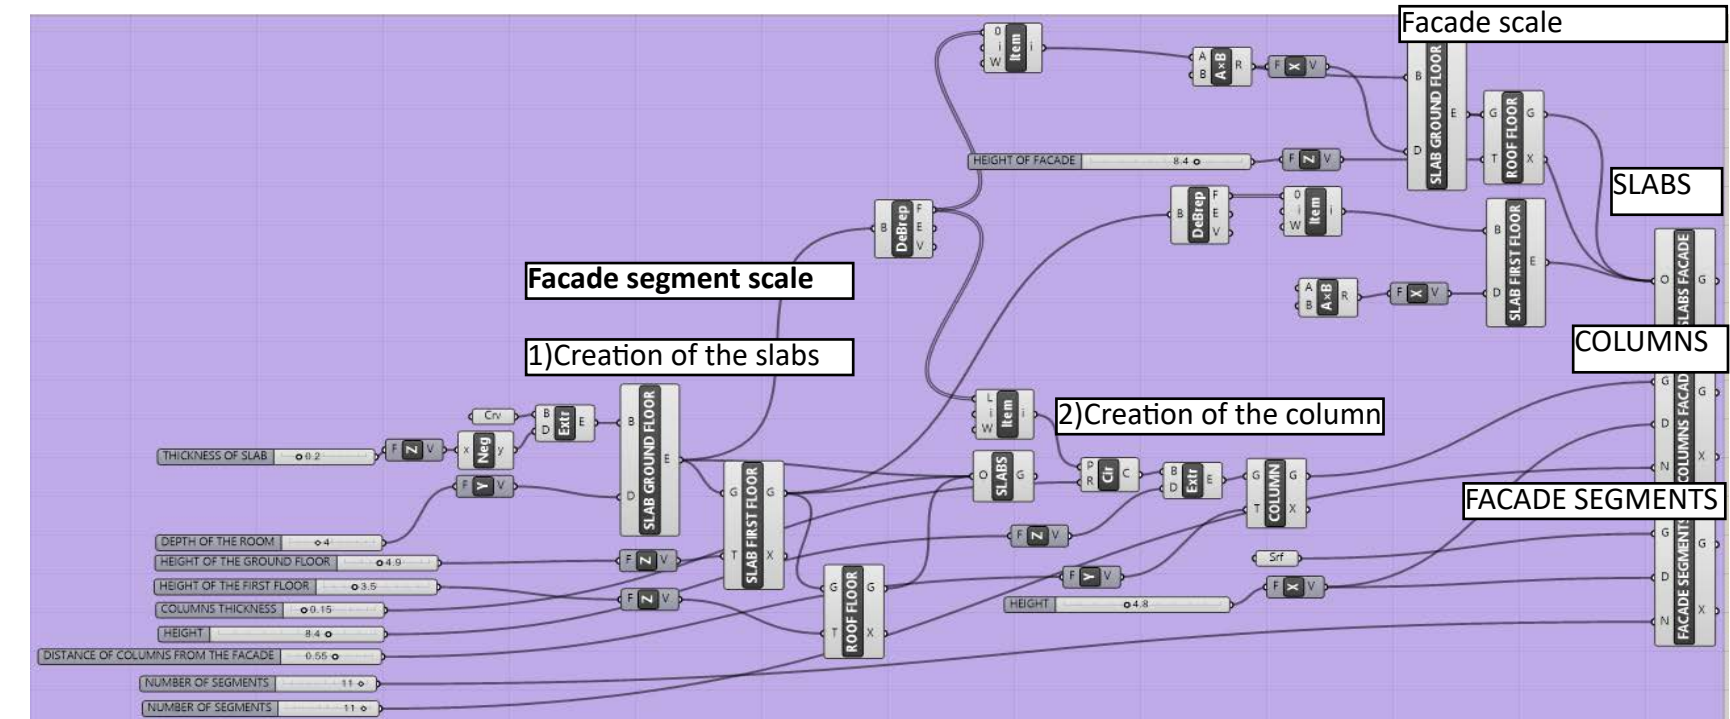 Facade scale
0
i
W
Item
i
A
B
A×B
R
F X V
B
D
SLAB GROUND FLOOR
E
G
T
ROOF FLOOR
G
X
HEIGHT OF FACADE 8.4
F Z V
SLABS
B
DeBrep
F
E
V
B
DeBrep
F
E
V
0
i
W
Item
i
B
D
SLAB FIRST FLOOR
E
O
SLABS FACADE
G
Facade segment scale
A
B
A×B
R
F X V
1)Creation of the slabs
COLUMNS
G
D
N
COLUMNS FACAD
G
X
Crv
B
D
Extr
E
B
D
SLAB GROUND FLOOR
E
L
i
W
Item
i
2)Creation of the column
THICKNESS OF SLAB 0.2
F Z V
x Neg y
F Y V
G
T
SLAB FIRST FLOOR
G
X
O SLABS G
P
R
Clr
C
B
D
Extr
E
G
T
COLUMN
G
X
FACADE SEGMENTS
DEPTH OF THE ROOM 4
HEIGHT OF THE GROUND FLOOR 4.9
F Z V
F Z V
Srf
G
D
N
FACADE SEGMENTS
G
X
HEIGHT OF THE FIRST FLOOR 3.5
F Z V
G
T
ROOF FLOOR
G
X
F Y V
F X V
COLUMNS THICKNESS 0.15
HEIGHT 4.8
HEIGHT 8.4
DISTANCE OF COLUMNS FROM THE FACADE 0.55
NUMBER OF SEGMENTS 11
NUMBER OF SEGMENTS 11